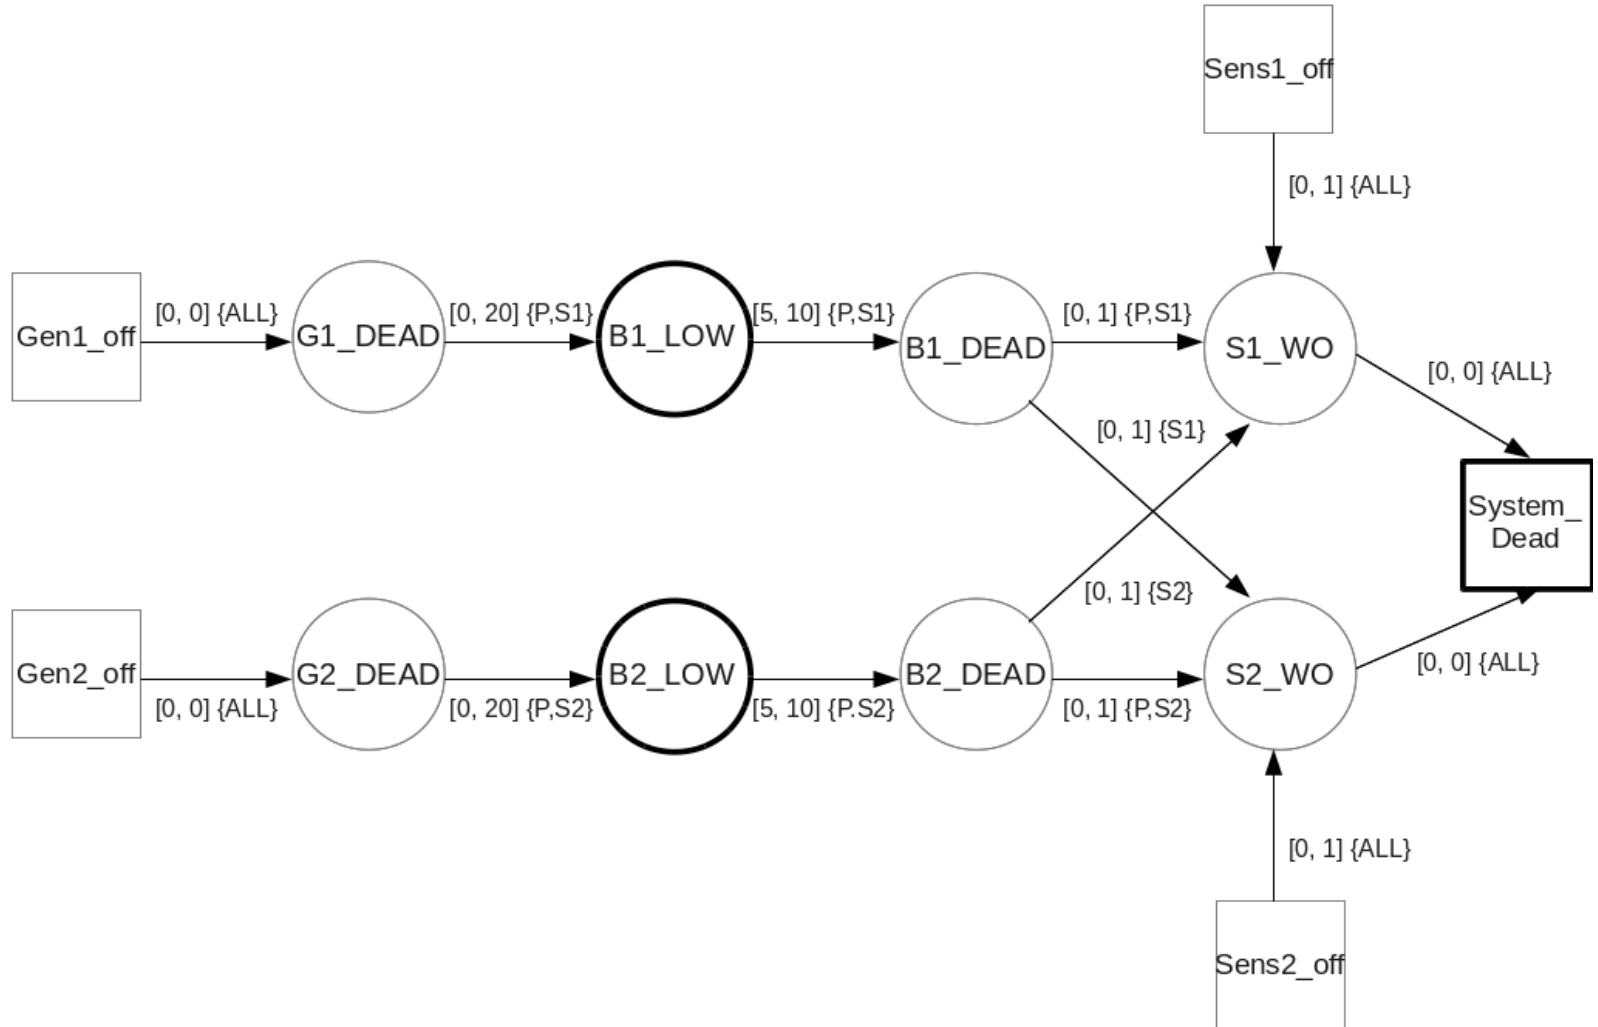 Sens1_off
[0, 1] {ALL}
Gen1_off
[0, 0] {ALL}
G1_DEAD
[0, 20] {P,S1}
B1_LOW
[5, 10] {P,S1}
B1_DEAD
[0, 1] {P,S1}
S1_WO
[0, 0] {ALL}
[0, 1] {S1}
System_
Dead
[0, 1] {S2}
Gen2_off
[0, 0] {ALL}
G2_DEAD
[0, 20] {P,S2}
B2_LOW
[5, 10] {P.S2}
B2_DEAD
[0, 1] {P,S2}
S2_WO
[0, 0] {ALL}
[0, 1] {ALL}
Sens2_off